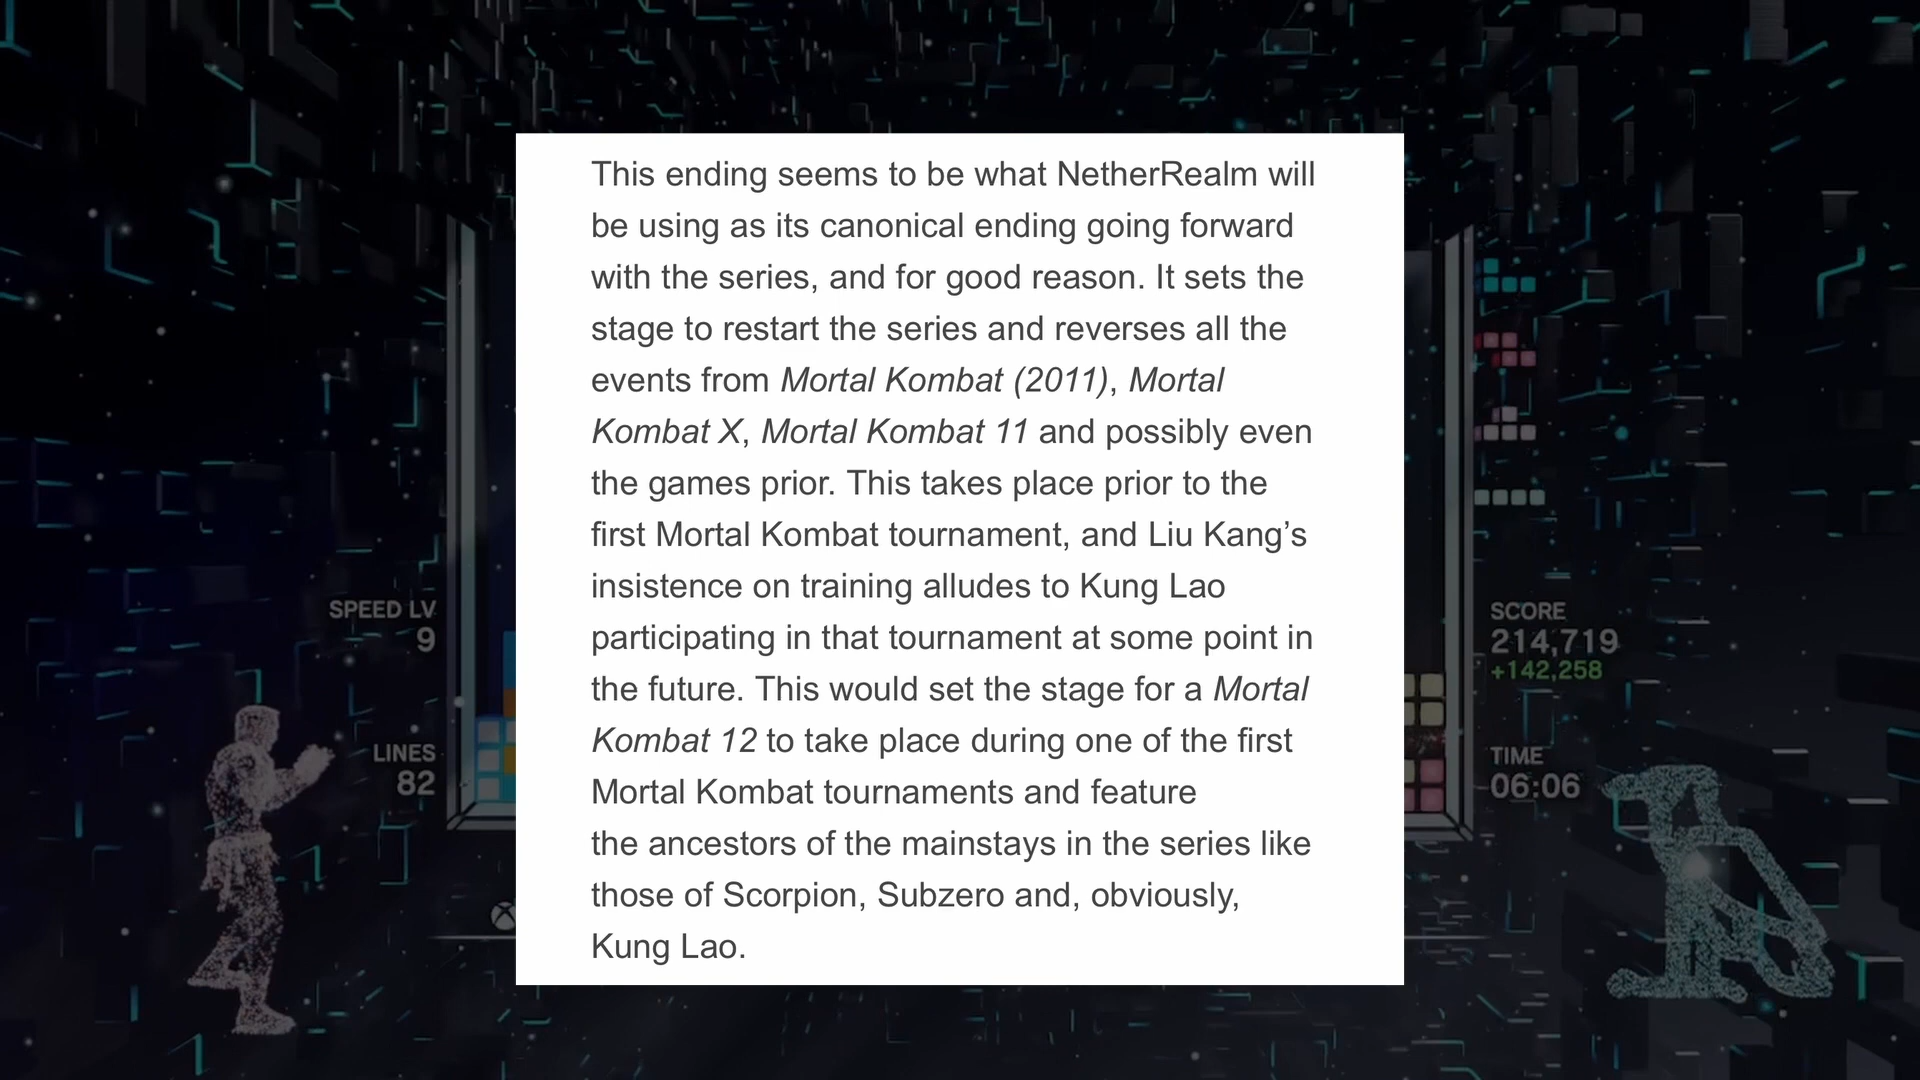 This ending seems to be what NetherRealm will
be using as its canonical ending going forward
with the series, and for good reason. It sets the
stage to restart the series and reverses all the
events from Mortal Kombat (2011), Mortal
Kombat X, Mortal Kombat 11 and possibly even
the games prior. This takes place prior to the
first Mortal Kombat tournament, and Liu Kang’s
insistence on training alludes to Kung Lao
participating in that tournament at some point in
the future. This would set the stage for a Mortal
Kombat 12 to take place during one of the first
Mortal Kombat tournaments and feature
the ancestors of the mainstays in the series like
those of Scorpion, Subzero and, obviously,
Kung Lao.
SPEED LV
9
LINES
82
SCORE
214,719
+142,258
TIME
06:06